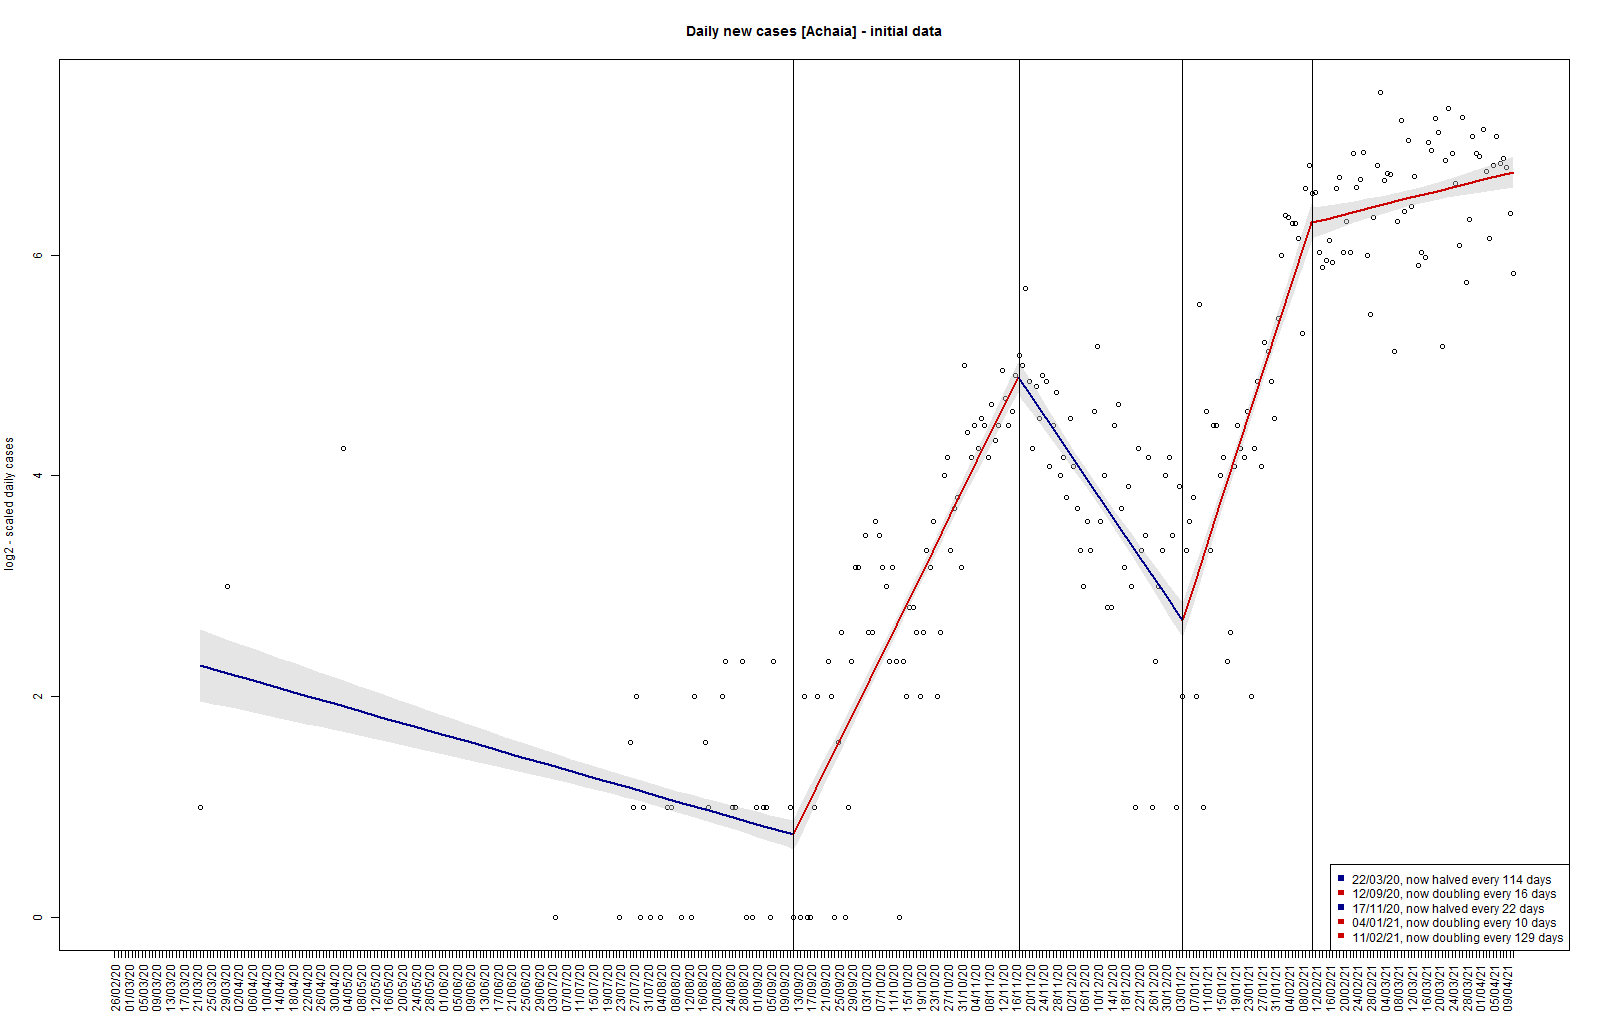 Daily new cases [Achaia] - initial data
log2 - scaled daily cases
6
4
2
0
22/03/20, now halved every 114 days
12/09/20, now doubling every 16 days
17/11/20, now halved every 22 days
04/01/21, now doubling every 10 days
11/02/21, now doubling every 129 days
26/02/20 01/03/20 05/03/20 09/03/20 13/03/20 17/03/20 21/03/20 25/03/20 29/03/20 02/04/20 06/04/20 10/04/20 14/04/20 18/04/20 22/04/20 26/04/20 30/04/20 04/05/20 08/05/20 12/05/20 16/05/20 20/05/20 24/05/20 28/05/20 01/06/20 05/06/20 09/06/20 13/06/20 17/06/20 21/06/20 25/06/20 29/06/20 03/07/20 07/07/20 11/07/20 15/07/20 19/07/20 23/07/20 27/07/20 31/07/20 04/08/20 08/08/20 12/08/20 16/08/20 20/08/20 24/08/20 28/08/20 01/09/20 05/09/20 09/09/20 13/09/20 17/09/20 21/09/20 25/09/20 29/09/20 03/10/20 07/10/20 11/10/20 15/10/20 19/10/20 23/10/20 27/10/20 31/10/20 04/11/20 08/11/20 12/11/20 16/11/20 20/11/20 24/11/20 28/11/20 02/12/20 06/12/20 10/12/20 14/12/20 18/12/20 22/12/20 26/12/20 30/12/20 03/01/21 07/01/21 11/01/21 15/01/21 19/01/21 23/01/21 27/01/21 31/01/21 04/02/21 08/02/21 12/02/21 16/02/21 20/02/21 24/02/21 28/02/21 04/03/21 08/03/21 12/03/21 16/03/21 20/03/21 24/03/21 28/03/21 01/04/21 05/04/21 09/04/21